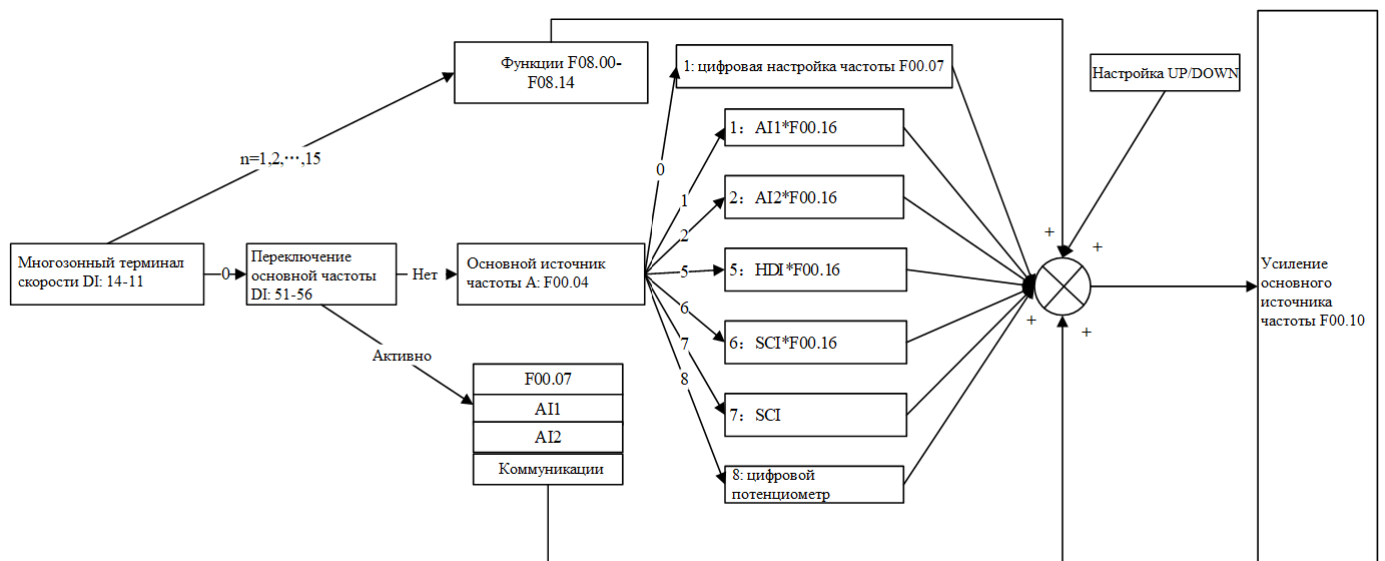 Функции F08.00-
F08.14
1: цифровая настройка частоты F00.07
Настройка UP/DOWN
1: AI1*F00.16
n=1,2,⋯,15
0
1
2: AI2*F00.16
2
+
+
Многозонный терминал
скорости DI: 14-11
0
Переключение
основной частоты
DI: 51-56
Нет
Основной источник
частоты A: F00.04
5
5: HDI*F00.16
Усиление
основного
источника
частоты F00.10
6
+
+
6: SCI*F00.16
7
Активно
8
F00.07
AI1
7: SCI
AI2
Коммуникации
8: цифровой
потенциометр